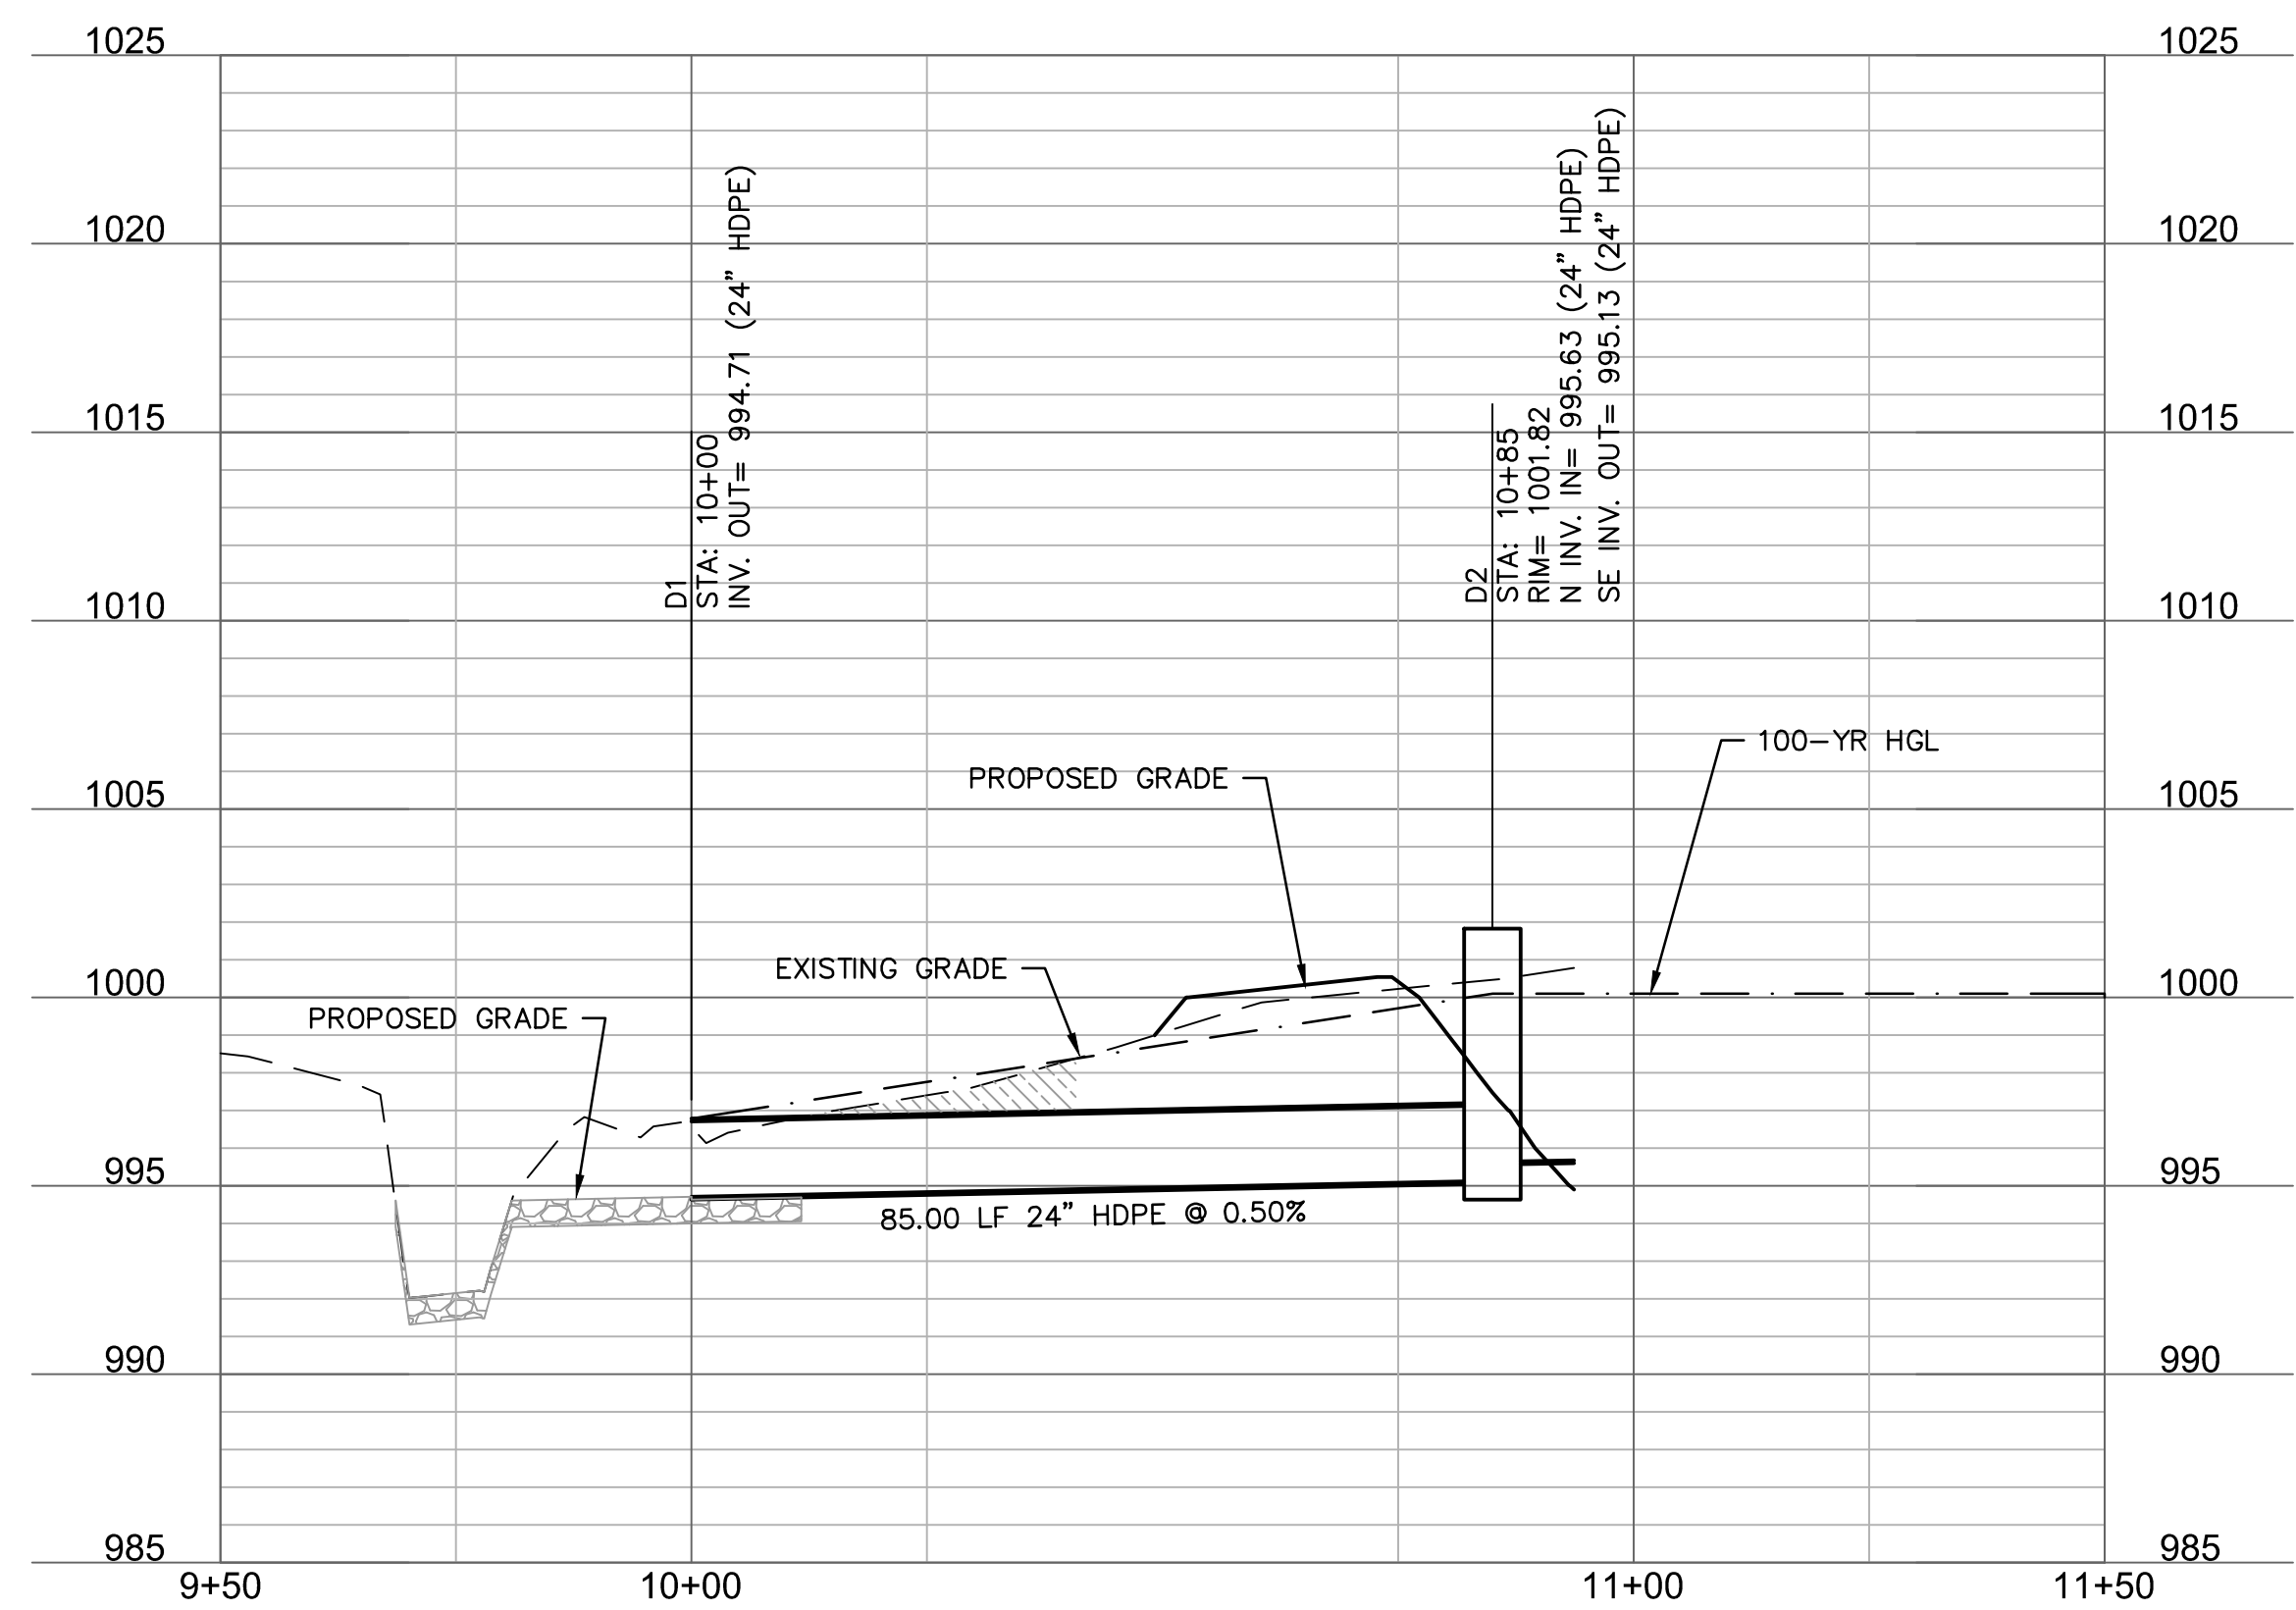 1025
1025
1020
1020
1015
1015
1010
1010
1005
1005
1000
1000
995
995
990
990
985
985
9+50
10+00
11+00
11+50
D1
STA: 10+00
INV. OUT= 994.71 (24" HDPE)
D2
STA: 10+85
RIM= 1001.82
N INV. IN= 995.63 (24" HDPE)
SE INV. OUT= 995.13 (24" HDPE)
100-YR HGL
PROPOSED GRADE
EXISTING GRADE
PROPOSED GRADE
85.00 LF 24" HDPE @ 0.50%